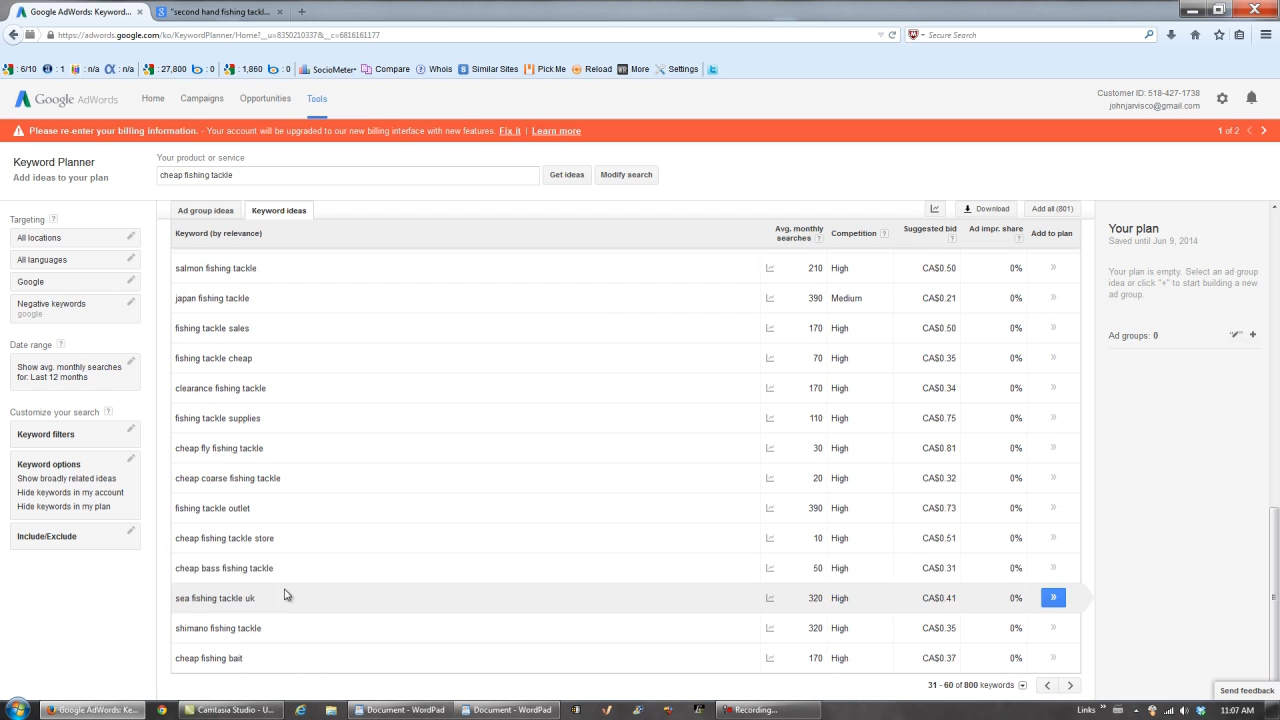 Google AdWords: Keyword...
"second hand fishing tackl...
https://adwords.google.com/ko/KeywordPlanner/Home?__u=8350210337&__c=6816161177
Secure Search
: 6/10 : 1 : n/a : n/a : 27,800 : 0 : 1,860 : 0 SocioMeter Compare Whois Similar Sites Pick Me Reload More Settings
Google AdWords Home Campaigns Opportunities Tools
Customer ID: 518-427-1738
johnjarvisco@gmail.com
Please re-enter your billing information. - Your account will be upgraded to our new billing interface with new features. Fix it | Learn more 1 of 2
Keyword Planner
Add ideas to your plan
Your product or service
cheap fishing tackle Get ideas Modify search
Targeting ?
All locations
All languages
Google
Negative keywords
google
Date range ?
Show avg. monthly searches
for: Last 12 months
Customize your search ?
Keyword filters
Keyword options
Show broadly related ideas
Hide keywords in my account
Hide keywords in my plan
Include/Exclude
Ad group ideas Keyword ideas Download Add all (801)
Keyword (by relevance) Avg. monthly searches ? Competition ? Suggested bid ? Ad impr. share ? Add to plan
salmon fishing tackle 210 High CA$0.50 0% »
japan fishing tackle 390 Medium CA$0.21 0% »
fishing tackle sales 170 High CA$0.50 0% »
fishing tackle cheap 70 High CA$0.35 0% »
clearance fishing tackle 170 High CA$0.34 0% »
fishing tackle supplies 110 High CA$0.75 0% »
cheap fly fishing tackle 30 High CA$0.81 0% »
cheap coarse fishing tackle 20 High CA$0.32 0% »
fishing tackle outlet 390 High CA$0.73 0% »
cheap fishing tackle store 10 High CA$0.51 0% »
cheap bass fishing tackle 50 High CA$0.31 0% »
sea fishing tackle uk 320 High CA$0.41 0% »
shimano fishing tackle 320 High CA$0.35 0% »
cheap fishing bait 170 High CA$0.37 0% »
31 - 60 of 800 keywords
Your plan
Saved until Jun 9, 2014
Your plan is empty. Select an ad group
idea or click "+" to start building a new
ad group.
Ad groups: 0
Send feedback
Google AdWords: Ke... Camtasia Studio - U... Document - WordPad Document - WordPad Recording... Links » 11:07 AM